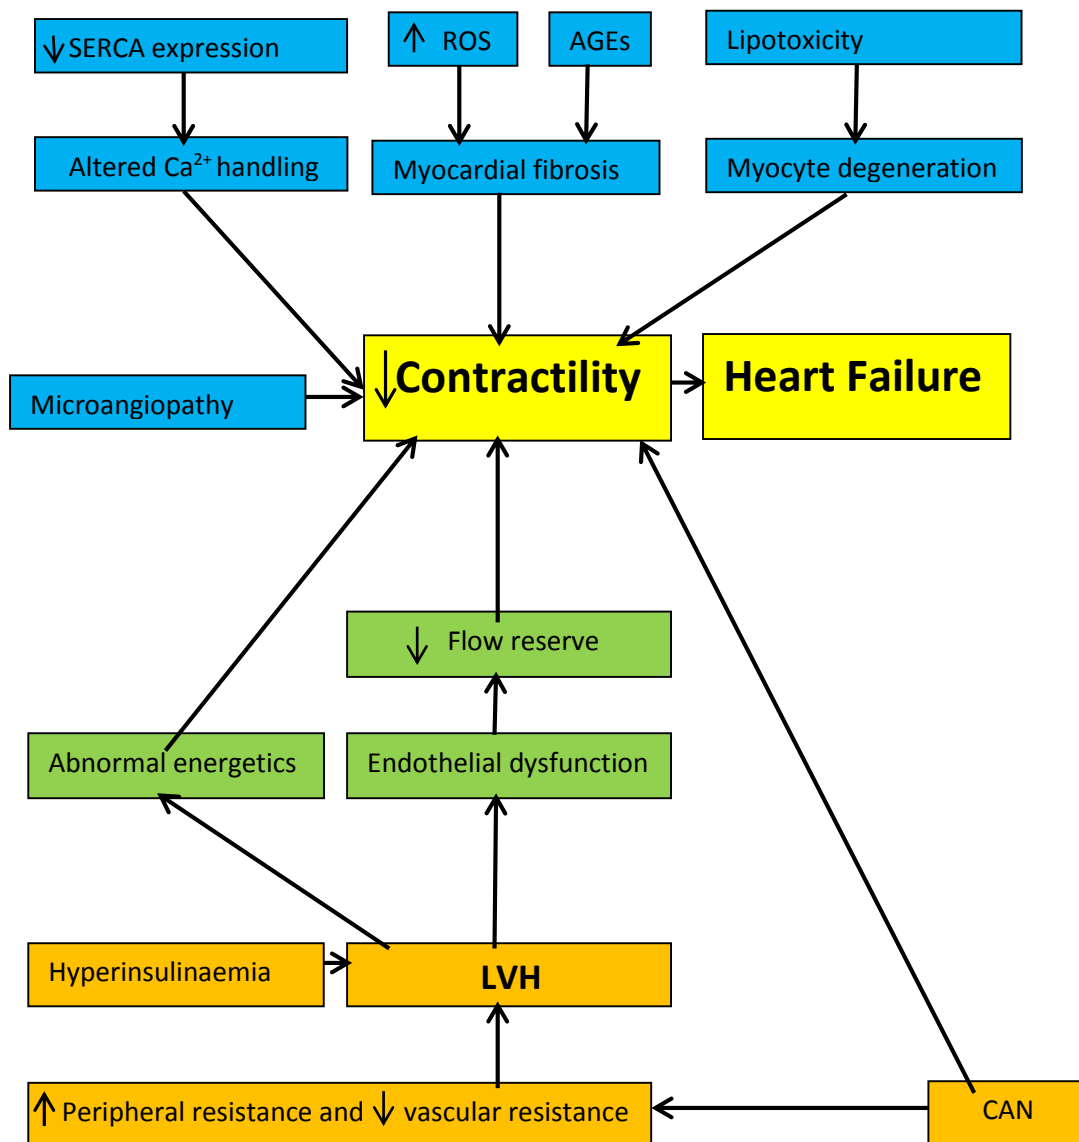 ↓ SERCA expression
↑ ROS
AGEs
Lipotoxicity
Altered Ca²⁺ handling
Myocardial fibrosis
Myocyte degeneration
↓ Contractility
Heart Failure
Microangiopathy
↓ Flow reserve
Abnormal energetics
Endothelial dysfunction
Hyperinsulinaemia
LVH
↑ Peripheral resistance and ↓ vascular resistance
CAN